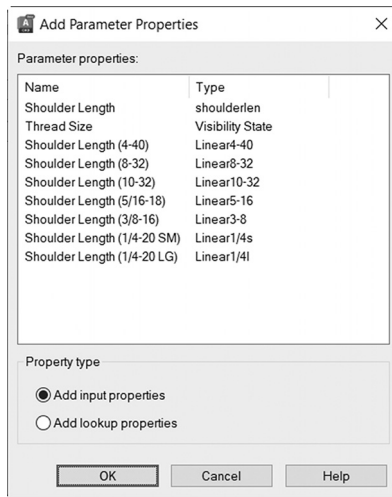 Add Parameter Properties
Parameter properties:
Name Type
Shoulder Length shoulderlen
Thread Size Visibility State
Shoulder Length (4-40) Linear4-40
Shoulder Length (8-32) Linear8-32
Shoulder Length (10-32) Linear10-32
Shoulder Length (5/16-18) Linear5-16
Shoulder Length (3/8-16) Linear3-8
Shoulder Length (1/4-20 SM) Linear1/4s
Shoulder Length (1/4-20 LG) Linear1/4l
Property type
Add input properties
Add lookup properties
OK Cancel Help